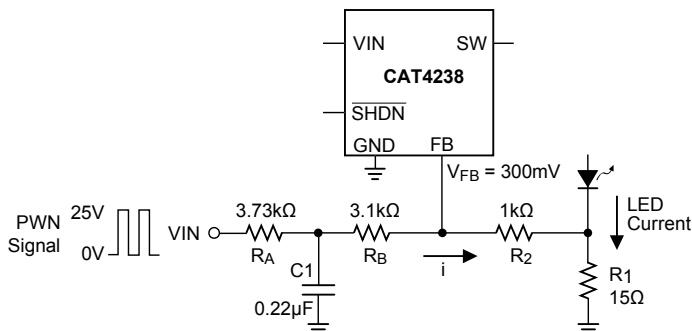 VIN
SW
CAT4238
SHDN
GND
FB
VFB = 300mV
PWN
Signal
25V
0V
VIN
3.73kΩ
RA
C1
0.22µF
3.1kΩ
RB
i
1kΩ
R2
LED
Current
R1
15Ω